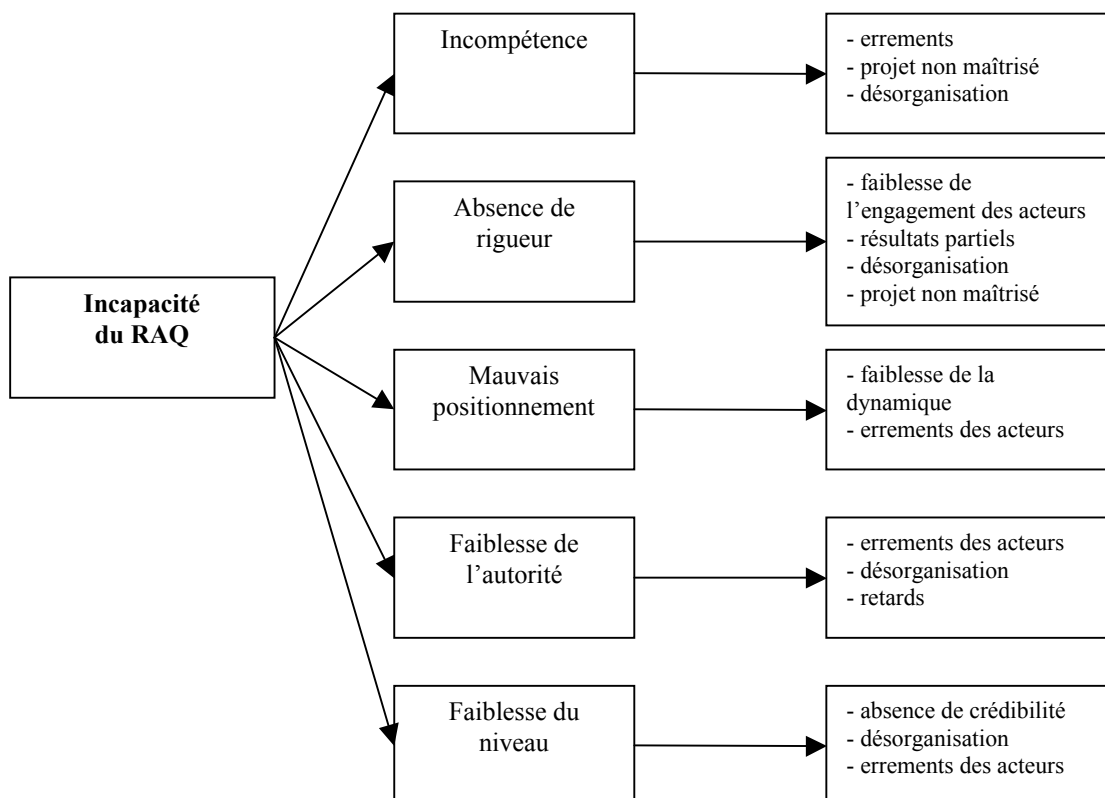 Incompétence
- errements
- projet non maîtrisé
- désorganisation
Absence de
rigueur
- faiblesse de
l’engagement des acteurs
- résultats partiels
- désorganisation
- projet non maîtrisé
Incapacité
du RAQ
Mauvais
positionnement
- faiblesse de la
dynamique
- errements des acteurs
Faiblesse de
l’autorité
- errements des acteurs
- désorganisation
- retards
Faiblesse du
niveau
- absence de crédibilité
- désorganisation
- errements des acteurs